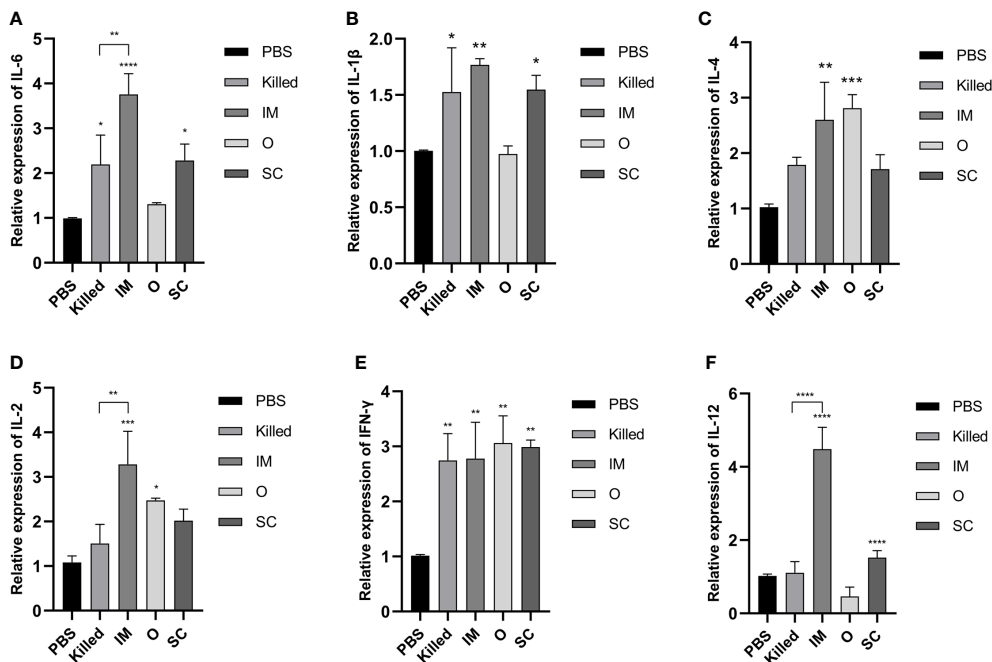 A
Relative expression of IL-6
5
4
3
2
1
0
**
*
****
*
PBS
Killed
IM
O
SC
PBS
Killed
IM
O
SC
B
Relative expression of IL-1β
2.0
1.5
1.0
0.5
0.0
*
**
*
PBS
Killed
IM
O
SC
PBS
Killed
IM
O
SC
C
Relative expression of IL-4
4
3
2
1
0
**
***
PBS
Killed
IM
O
SC
PBS
Killed
IM
O
SC
D
Relative expression of IL-2
5
4
3
2
1
0
**
***
*
PBS
Killed
IM
O
SC
PBS
Killed
IM
O
SC
E
Relative expression of IFN-γ
4
3
2
1
0
**
**
**
**
PBS
Killed
IM
O
SC
PBS
Killed
IM
O
SC
F
Relative expression of IL-12
6
4
2
0
****
****
****
PBS
Killed
IM
O
SC
PBS
Killed
IM
O
SC